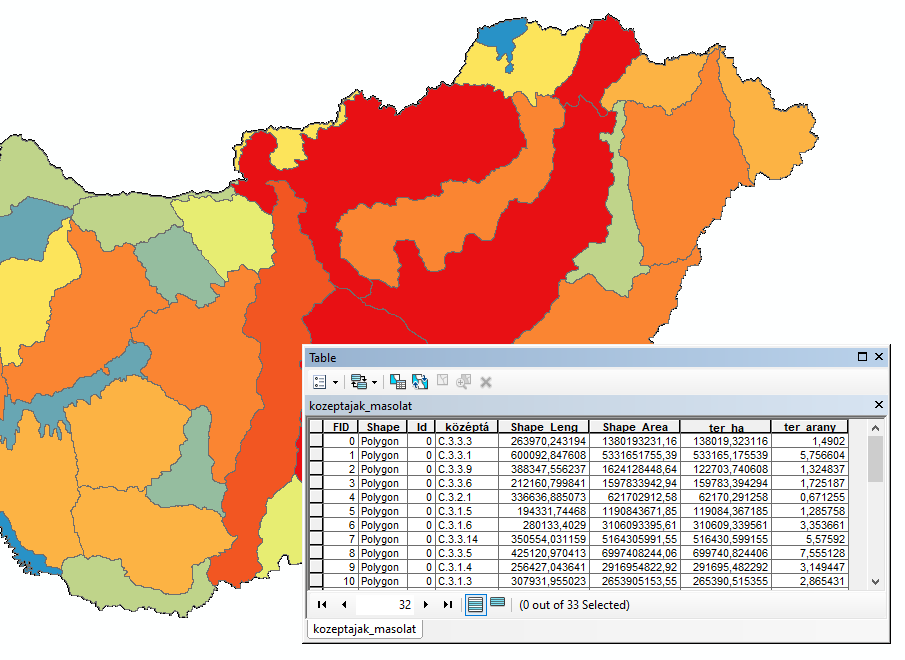 Table
kozeptajak_masolat
FID Shape Id középtá Shape_Leng Shape_Area ter_ha ter_arany
0 Polygon 0 C.3.3.3 263970,243194 1380193231,16 138019,323116 1,4902
1 Polygon 0 C.3.3.1 600092,847608 5331651755,39 533165,175539 5,756604
2 Polygon 0 C.3.3.9 388347,556237 1624128448,64 122703,740608 1,324837
3 Polygon 0 C.3.3.6 212160,799841 1597833942,94 159783,394294 1,725187
4 Polygon 0 C.3.2.1 336636,885073 621702912,58 62170,291258 0,671255
5 Polygon 0 C.3.1.5 194331,74468 1190843671,85 119084,367185 1,285758
6 Polygon 0 C.3.1.6 280133,4029 3106093395,61 310609,339561 3,353661
7 Polygon 0 C.3.3.14 350554,031159 5164305991,55 516430,599155 5,57592
8 Polygon 0 C.3.3.5 425120,970413 6997408244,06 699740,824406 7,555128
9 Polygon 0 C.3.1.4 256427,043641 2916954822,92 291695,482292 3,149447
10 Polygon 0 C.3.1.3 307931,955023 2653905153,55 265390,515355 2,865431
32 (0 out of 33 Selected)
kozeptajak_masolat